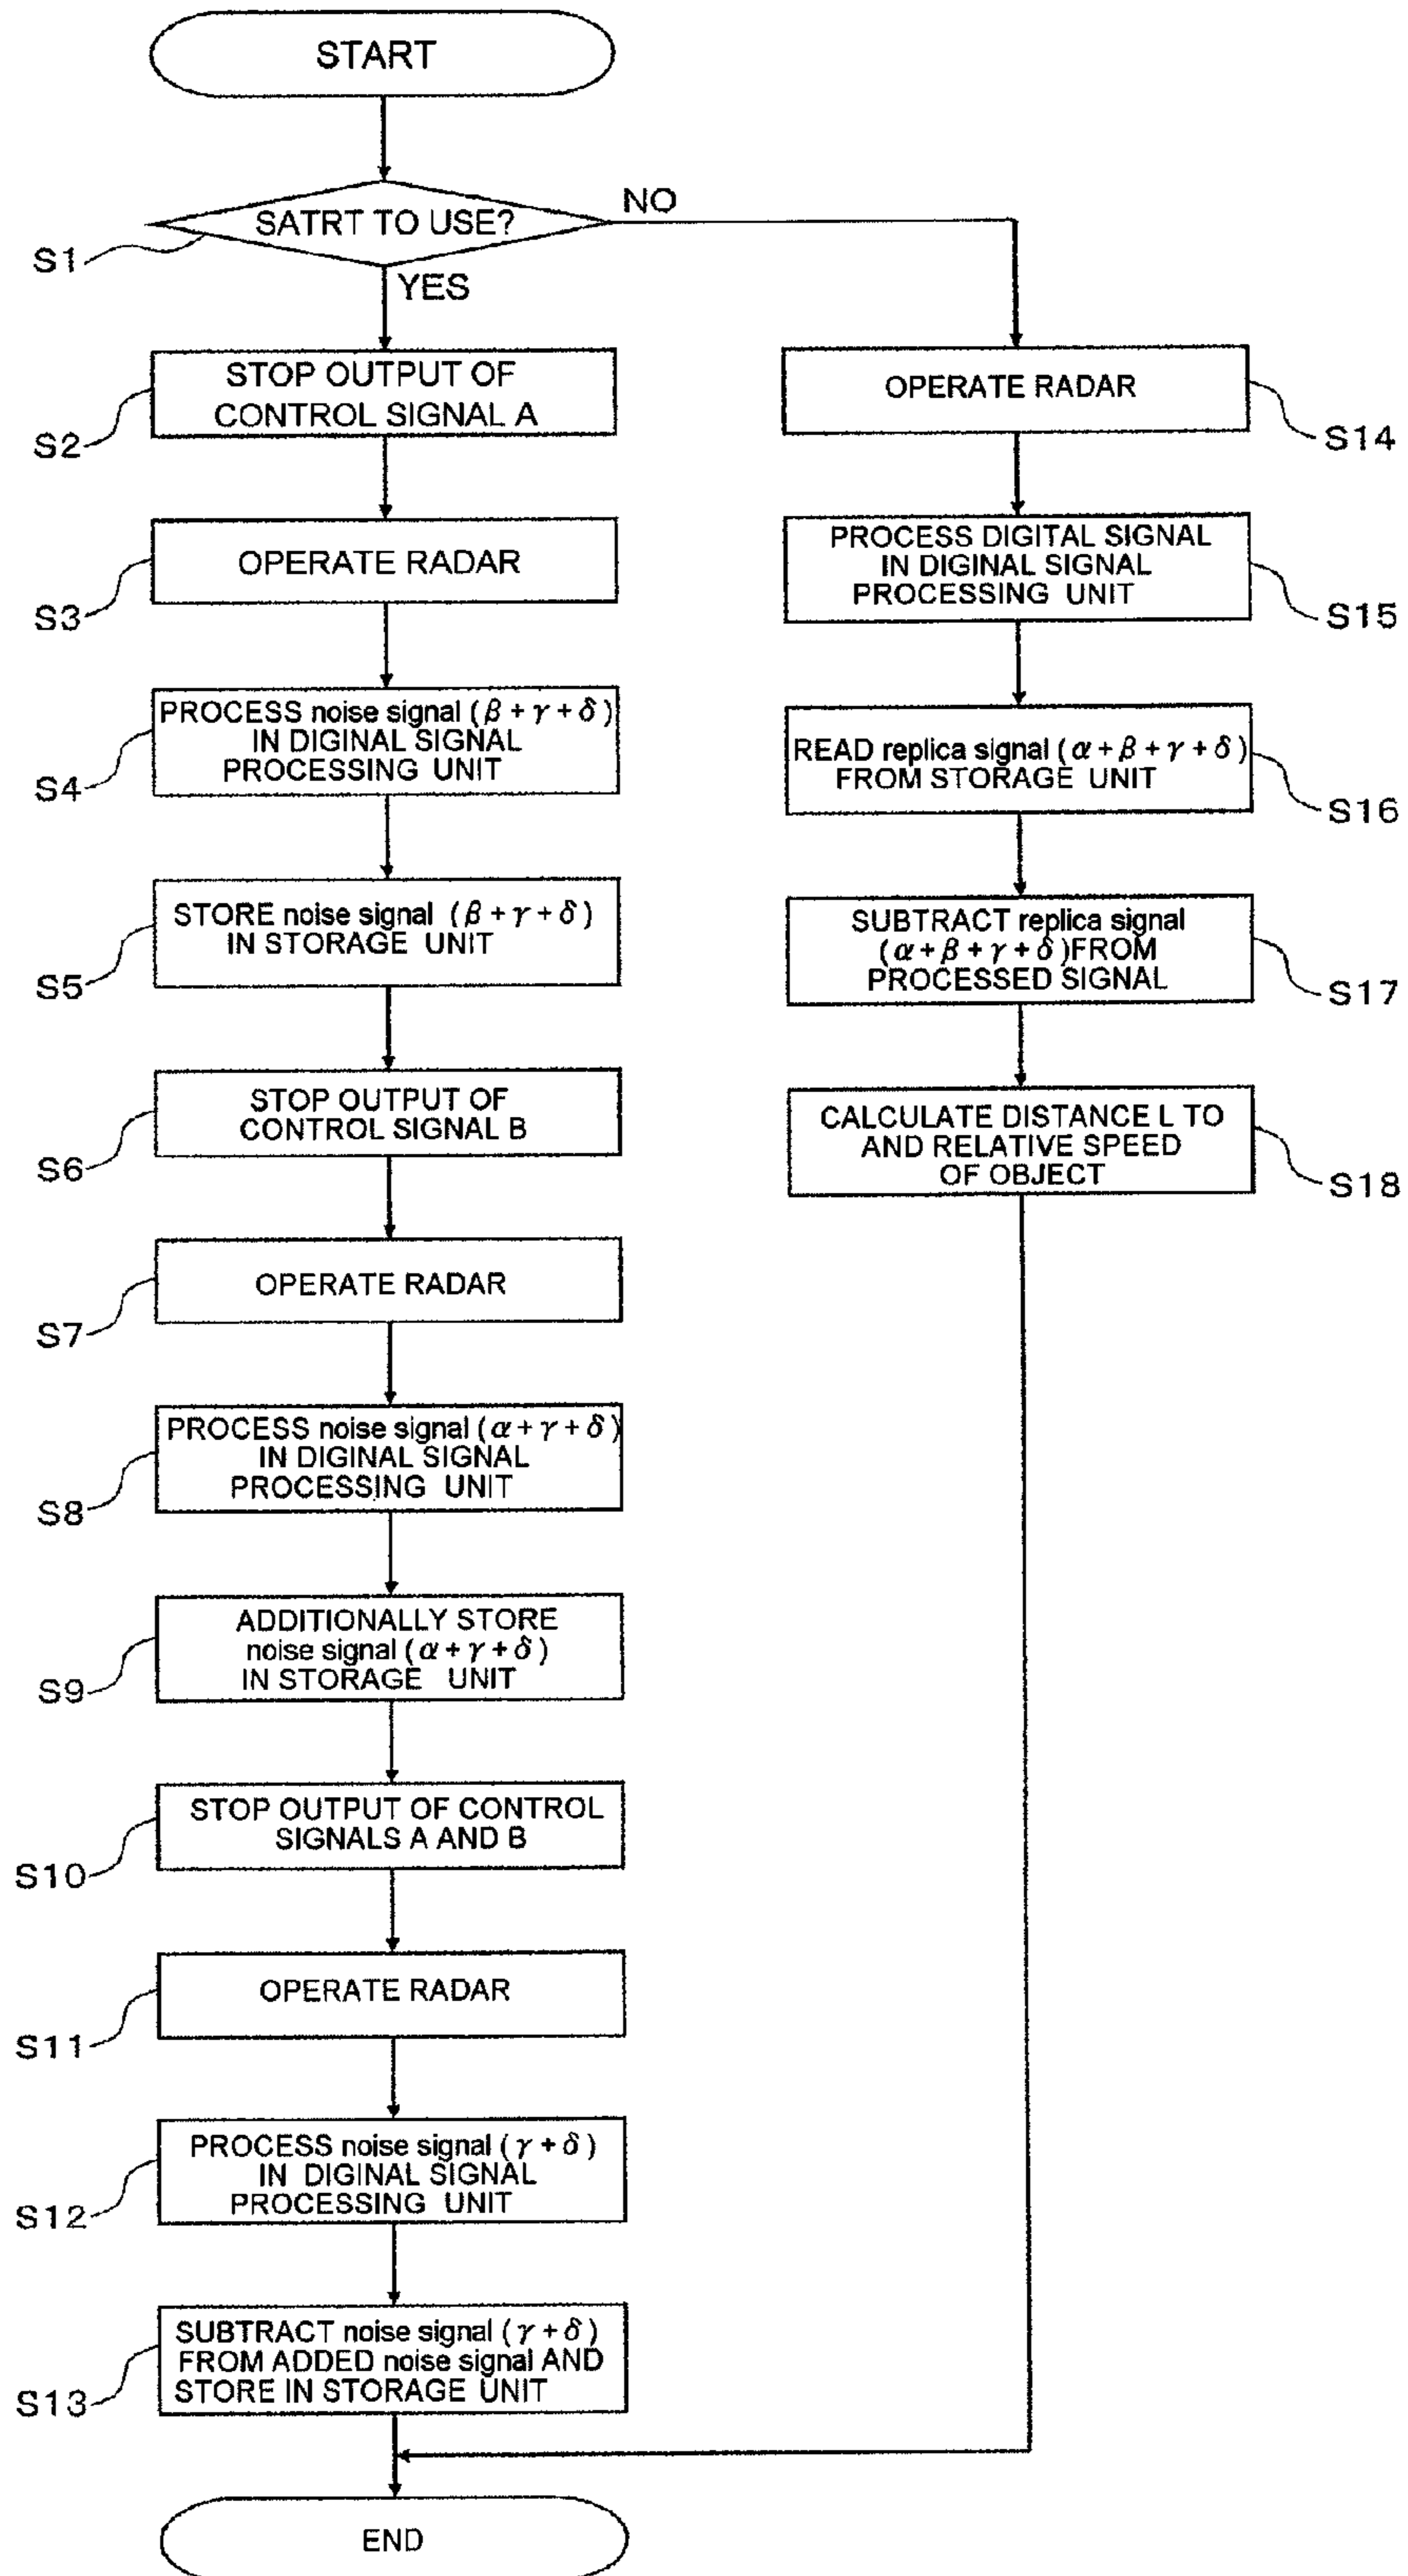 START
SATRT TO USE?
NO
S1
YES
STOP OUTPUT OF
CONTROL SIGNAL A
S2
OPERATE RADAR
S3
PROCESS noise signal (β+γ+δ)
IN DIGINAL SIGNAL
PROCESSING UNIT
S4
STORE noise signal (β+γ+δ)
IN STORAGE UNIT
S5
STOP OUTPUT OF
CONTROL SIGNAL B
S6
OPERATE RADAR
S7
PROCESS noise signal (α+γ+δ)
IN DIGINAL SIGNAL
PROCESSING UNIT
S8
ADDITIONALLY STORE
noise signal (α+γ+δ)
IN STORAGE UNIT
S9
STOP OUTPUT OF CONTROL
SIGNALS A AND B
S10
OPERATE RADAR
S11
PROCESS noise signal (γ+δ)
IN DIGINAL SIGNAL
PROCESSING UNIT
S12
SUBTRACT noise signal (γ+δ)
FROM ADDED noise signal AND
STORE IN STORAGE UNIT
S13
OPERATE RADAR
S14
PROCESS DIGITAL SIGNAL
IN DIGINAL SIGNAL
PROCESSING UNIT
S15
READ replica signal (α+β+γ+δ)
FROM STORAGE UNIT
S16
SUBTRACT replica signal
(α+β+γ+δ)FROM
PROCESSED SIGNAL
S17
CALCULATE DISTANCE L TO
AND RELATIVE SPEED
OF OBJECT
S18
END